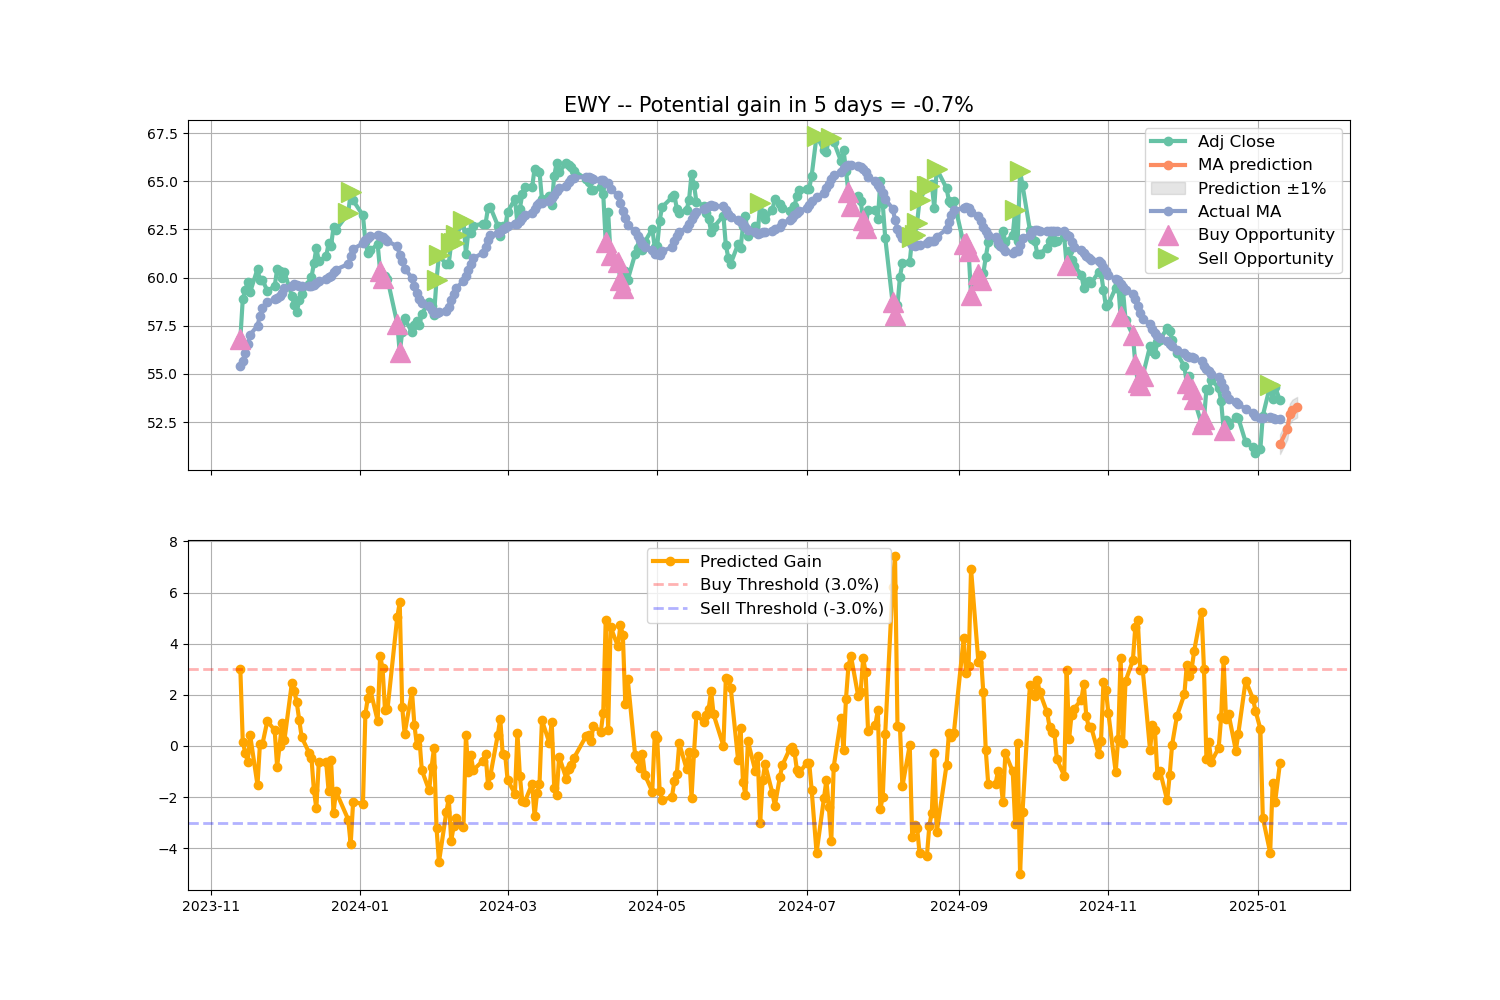 EWY -- Potential gain in 5 days = -0.7%
67.5
65.0
62.5
60.0
57.5
55.0
52.5
Adj Close
MA prediction
Prediction ±1%
Actual MA
Buy Opportunity
Sell Opportunity
8
6
4
2
0
−2
−4
Predicted Gain
Buy Threshold (3.0%)
Sell Threshold (-3.0%)
2023-11 2024-01 2024-03 2024-05 2024-07 2024-09 2024-11 2025-01